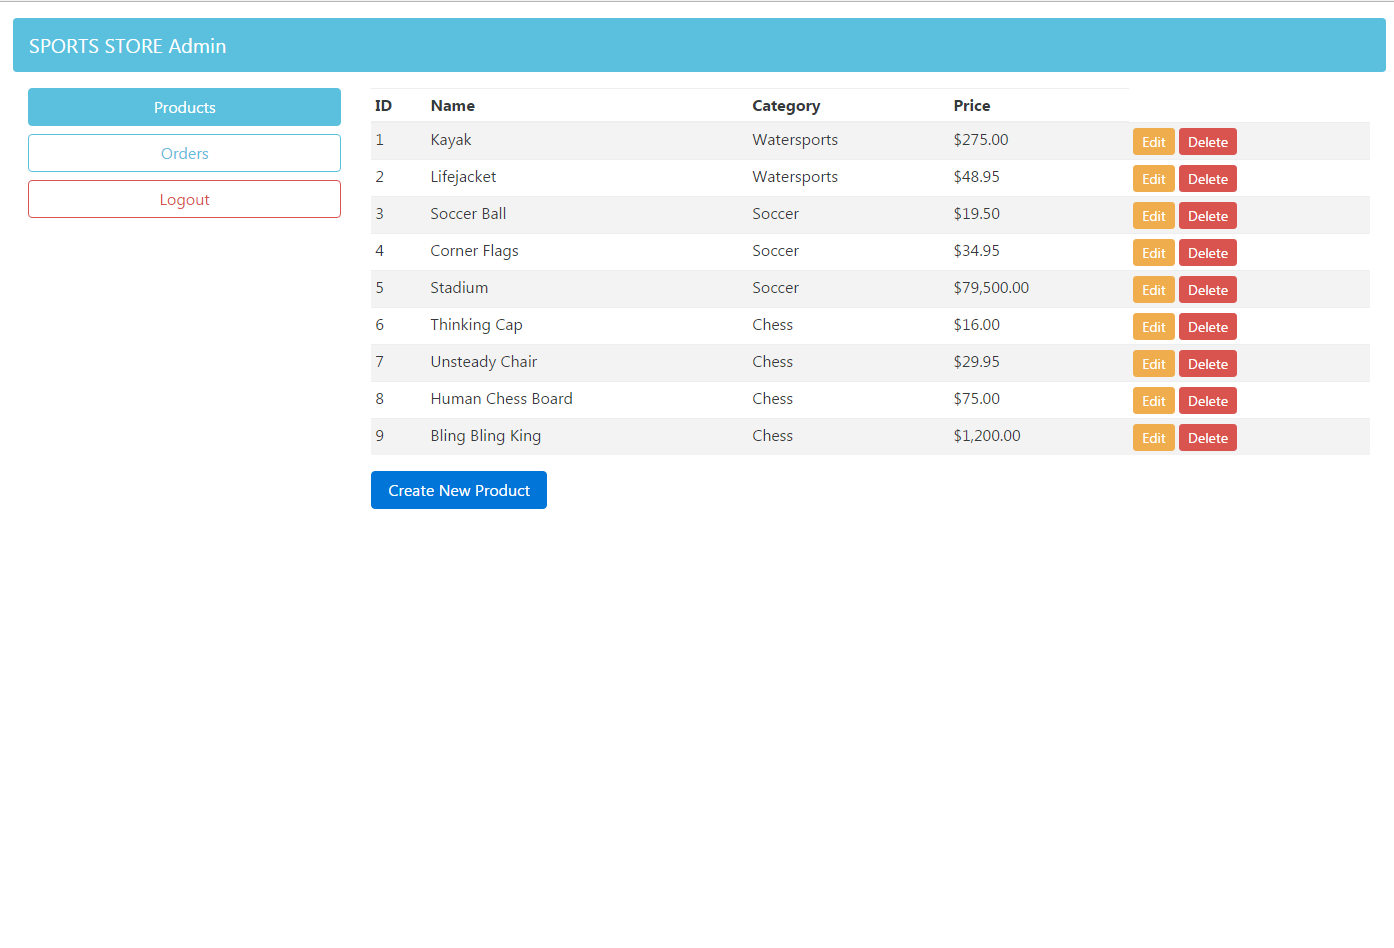 SPORTS STORE Admin
Products
Orders
Logout
ID Name Category Price
1 Kayak Watersports $275.00 Edit Delete
2 Lifejacket Watersports $48.95 Edit Delete
3 Soccer Ball Soccer $19.50 Edit Delete
4 Corner Flags Soccer $34.95 Edit Delete
5 Stadium Soccer $79,500.00 Edit Delete
6 Thinking Cap Chess $16.00 Edit Delete
7 Unsteady Chair Chess $29.95 Edit Delete
8 Human Chess Board Chess $75.00 Edit Delete
9 Bling Bling King Chess $1,200.00 Edit Delete
Create New Product